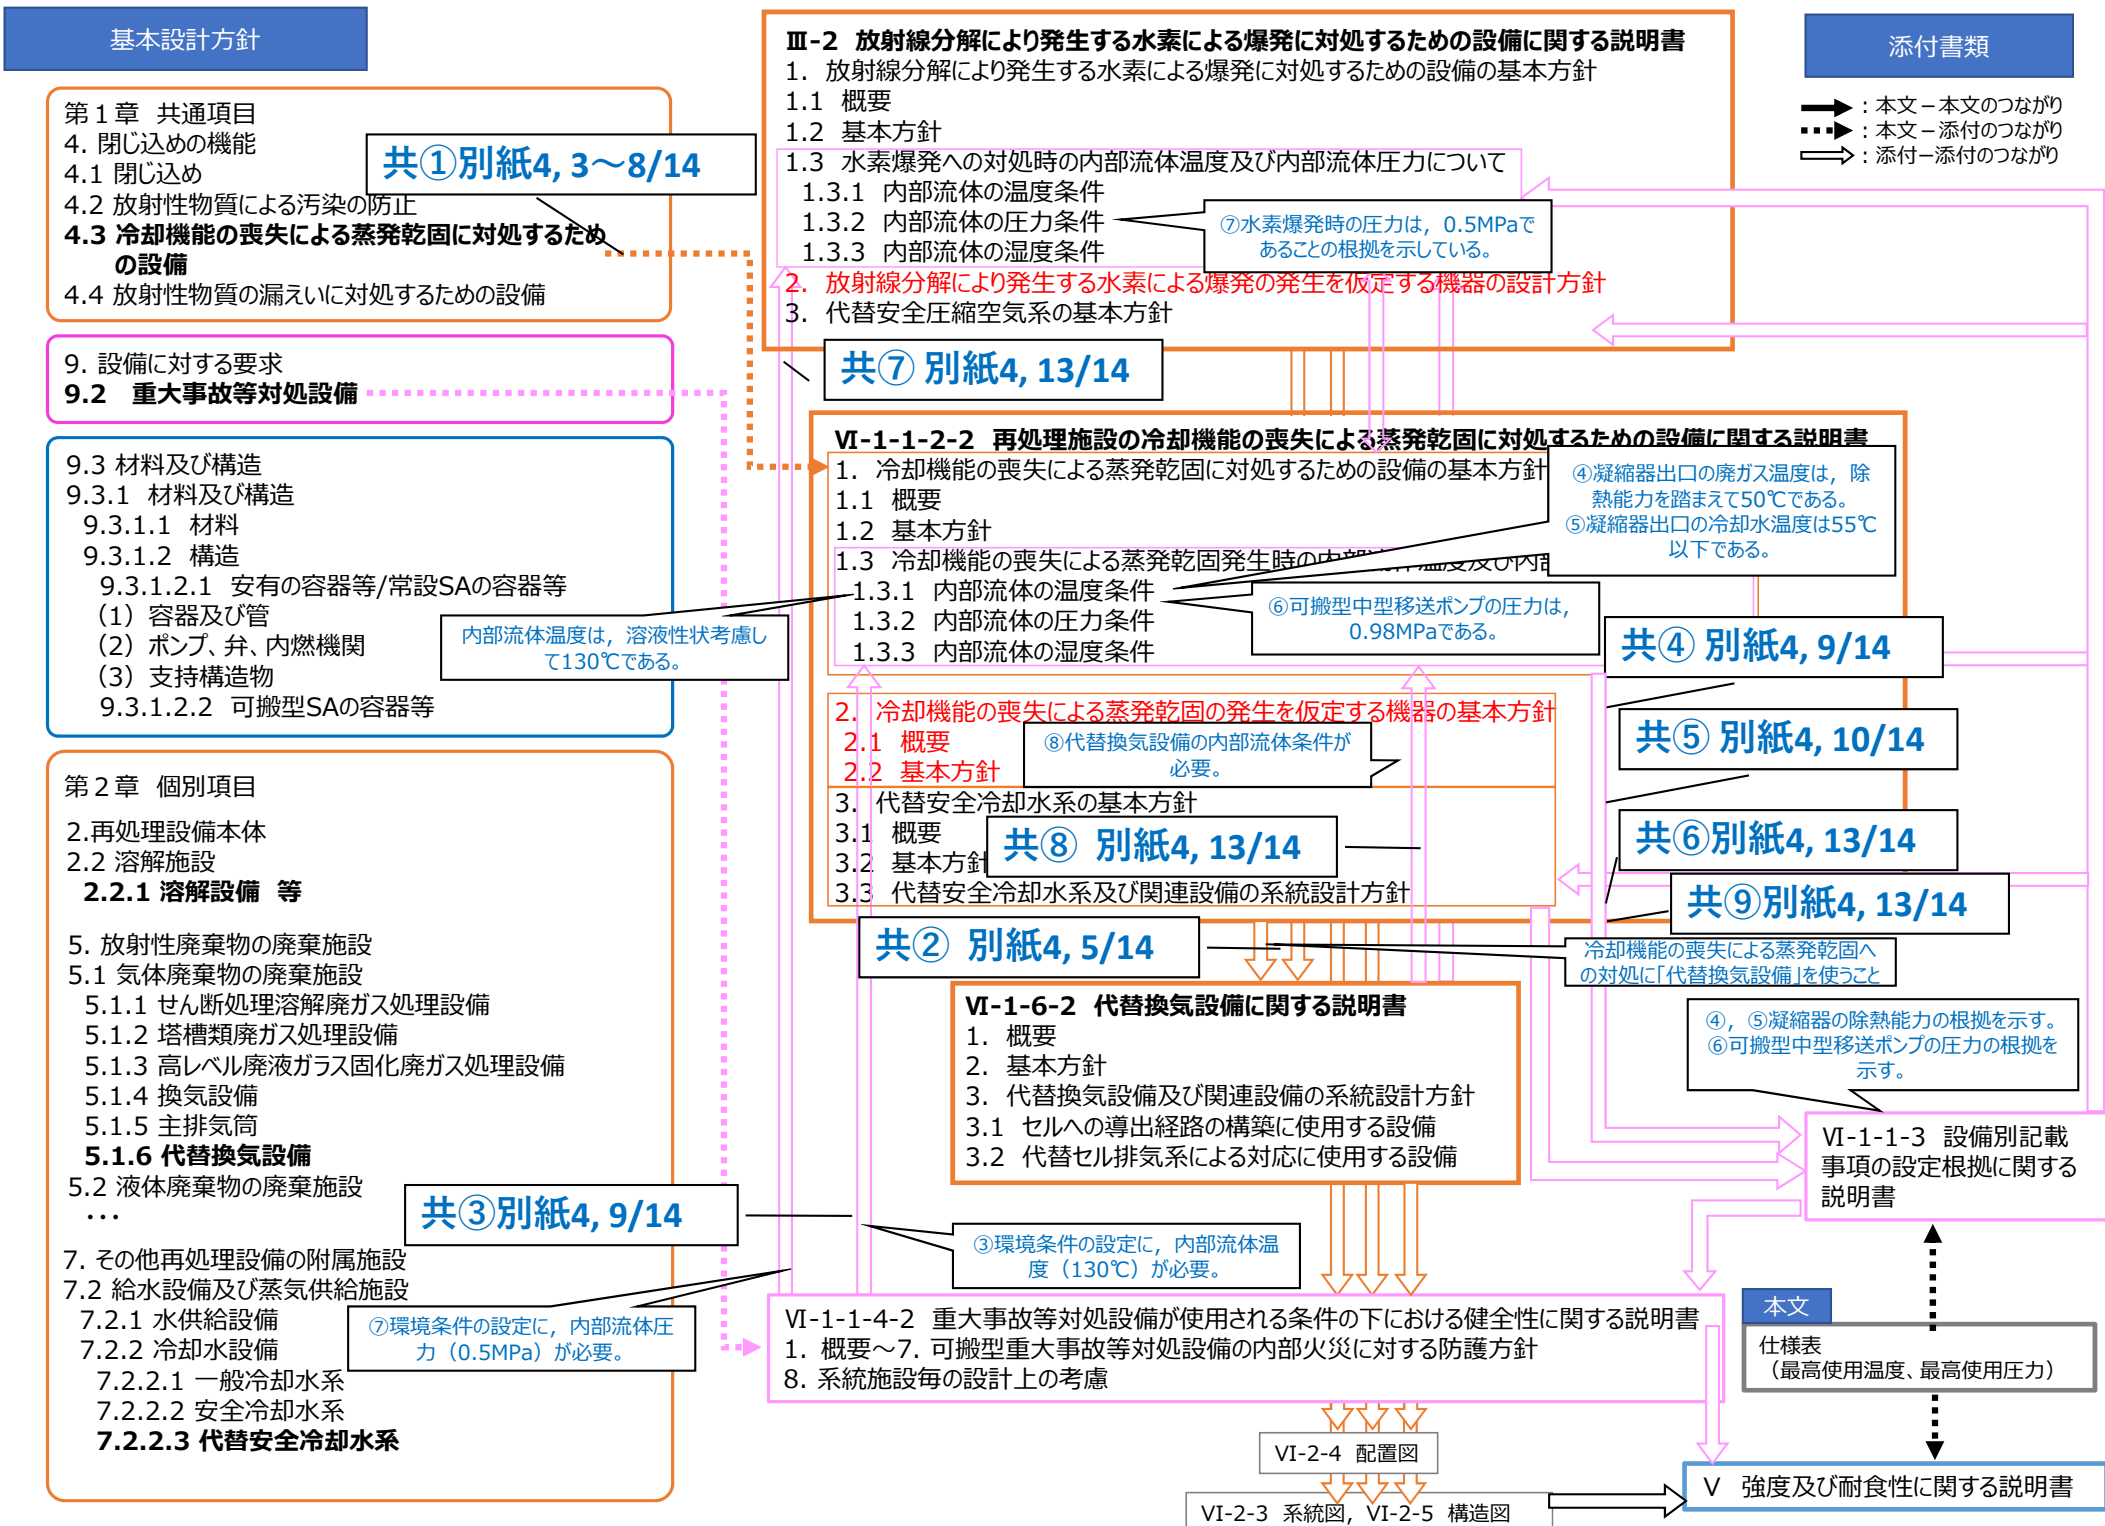 基本設計方針
第1章 共通項目
4. 閉じ込めの機能
4.1 閉じ込め
4.2 放射性物質による汚染の防止
4.3 冷却機能の喪失による蒸発乾固に対処するため
の設備
4.4 放射性物質の漏えいに対処するための設備
共①別紙4, 3～8/14
9. 設備に対する要求
9.2 重大事故等対処設備
9.3 材料及び構造
9.3.1 材料及び構造
9.3.1.1 材料
9.3.1.2 構造
9.3.1.2.1 安有の容器等/常設SAの容器等
（1）容器及び管
（2）ポンプ、弁、内燃機関
（3）支持構造物
9.3.1.2.2 可搬型SAの容器等
内部流体温度は，溶液性状考慮し
て130℃である。
第2章 個別項目
2.再処理設備本体
2.2 溶解施設
2.2.1 溶解設備 等
5. 放射性廃棄物の廃棄施設
5.1 気体廃棄物の廃棄施設
5.1.1 せん断処理溶解廃ガス処理設備
5.1.2 塔槽類廃ガス処理設備
5.1.3 高レベル廃液ガラス固化廃ガス処理設備
5.1.4 換気設備
5.1.5 主排気筒
5.1.6 代替換気設備
5.2 液体廃棄物の廃棄施設
・・・
共③別紙4, 9/14
7. その他再処理設備の附属施設
7.2 給水設備及び蒸気供給施設
7.2.1 水供給設備
7.2.2 冷却水設備
7.2.2.1 一般冷却水系
7.2.2.2 安全冷却水系
7.2.2.3 代替安全冷却水系
⑦環境条件の設定に，内部流体圧
力（0.5MPa）が必要。
Ⅲ-2 放射線分解により発生する水素による爆発に対処するための設備に関する説明書
1. 放射線分解により発生する水素による爆発に対処するための設備の基本方針
1.1 概要
1.2 基本方針
1.3 水素爆発への対処時の内部流体温度及び内部流体圧力について
1.3.1 内部流体の温度条件
1.3.2 内部流体の圧力条件
1.3.3 内部流体の湿度条件
⑦水素爆発時の圧力は，0.5MPaで
あることの根拠を示している。
2. 放射線分解により発生する水素による爆発の発生を仮定する機器の設計方針
3. 代替安全圧縮空気系の基本方針
共⑦ 別紙4, 13/14
添付書類
：本文－本文のつながり
：本文－添付のつながり
：添付－添付のつながり
Ⅵ-1-1-2-2 再処理施設の冷却機能の喪失による蒸発乾固に対処するための設備に関する説明書
1. 冷却機能の喪失による蒸発乾固に対処するための設備の基本方針
1.1 概要
1.2 基本方針
1.3 冷却機能の喪失による蒸発乾固発生時の内部流体温度及び内部
1.3.1 内部流体の温度条件
1.3.2 内部流体の圧力条件
1.3.3 内部流体の湿度条件
④凝縮器出口の廃ガス温度は，除
熱能力を踏まえて50℃である。
⑤凝縮器出口の冷却水温度は55℃
以下である。
⑥可搬型中型移送ポンプの圧力は，
0.98MPaである。
共④ 別紙4, 9/14
2. 冷却機能の喪失による蒸発乾固の発生を仮定する機器の基本方針
2.1 概要
2.2 基本方針
⑧代替換気設備の内部流体条件が
必要。
共⑤ 別紙4, 10/14
3. 代替安全冷却水系の基本方針
3.1 概要
3.2 基本方針
3.3 代替安全冷却水系及び関連設備の系統設計方針
共⑧ 別紙4, 13/14
共⑥別紙4, 13/14
共⑨別紙4, 13/14
共② 別紙4, 5/14
冷却機能の喪失による蒸発乾固へ
の対処に「代替換気設備」を使うこと
Ⅵ-1-6-2 代替換気設備に関する説明書
1. 概要
2. 基本方針
3. 代替換気設備及び関連設備の系統設計方針
3.1 セルへの導出経路の構築に使用する設備
3.2 代替セル排気系による対応に使用する設備
④，⑤凝縮器の除熱能力の根拠を示す。
⑥可搬型中型移送ポンプの圧力の根拠を
示す。
Ⅵ-1-1-3 設備別記載
事項の設定根拠に関する
説明書
③環境条件の設定に，内部流体温
度（130℃）が必要。
Ⅵ-1-1-4-2 重大事故等対処設備が使用される条件の下における健全性に関する説明書
1. 概要～7. 可搬型重大事故等対処設備の内部火災に対する防護方針
8. 系統施設毎の設計上の考慮
本文
仕様表
（最高使用温度、最高使用圧力）
Ⅵ-2-4 配置図
Ⅵ-2-3 系統図，Ⅵ-2-5 構造図
Ⅴ 強度及び耐食性に関する説明書